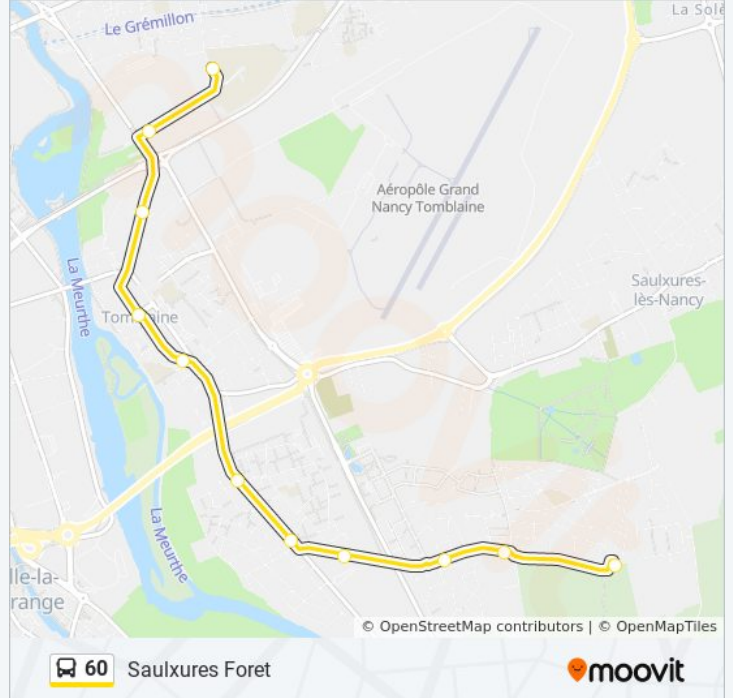 Le Grémillon
La Sole
Aéropôle Grand
Nancy Tomblaine
Saulxures-
lès-Nancy
La Meurthe
Tomblaine
La Meurthe
lle-la-
range
© OpenStreetMap contributors | © OpenMapTiles
60 Saulxures Foret
moovit